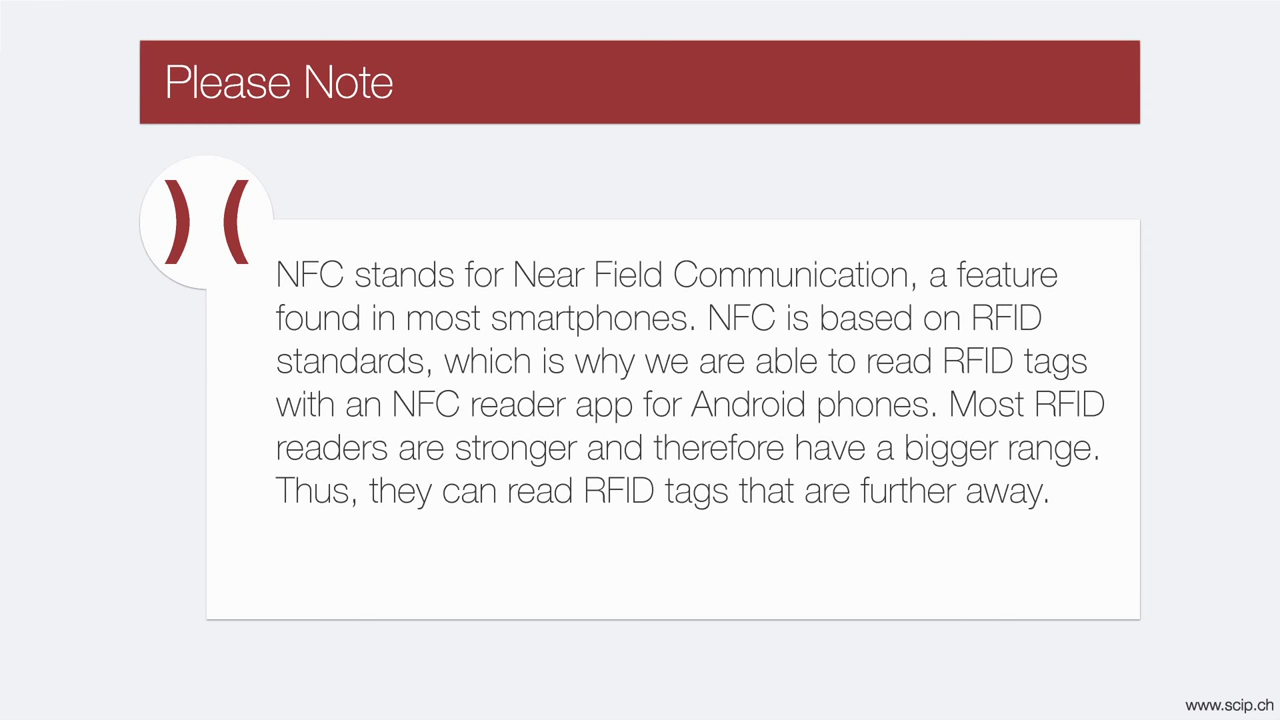 Please Note
NFC stands for Near Field Communication, a feature
found in most smartphones. NFC is based on RFID
standards, which is why we are able to read RFID tags
with an NFC reader app for Android phones. Most RFID
readers are stronger and therefore have a bigger range.
Thus, they can read RFID tags that are further away.
www.scip.ch